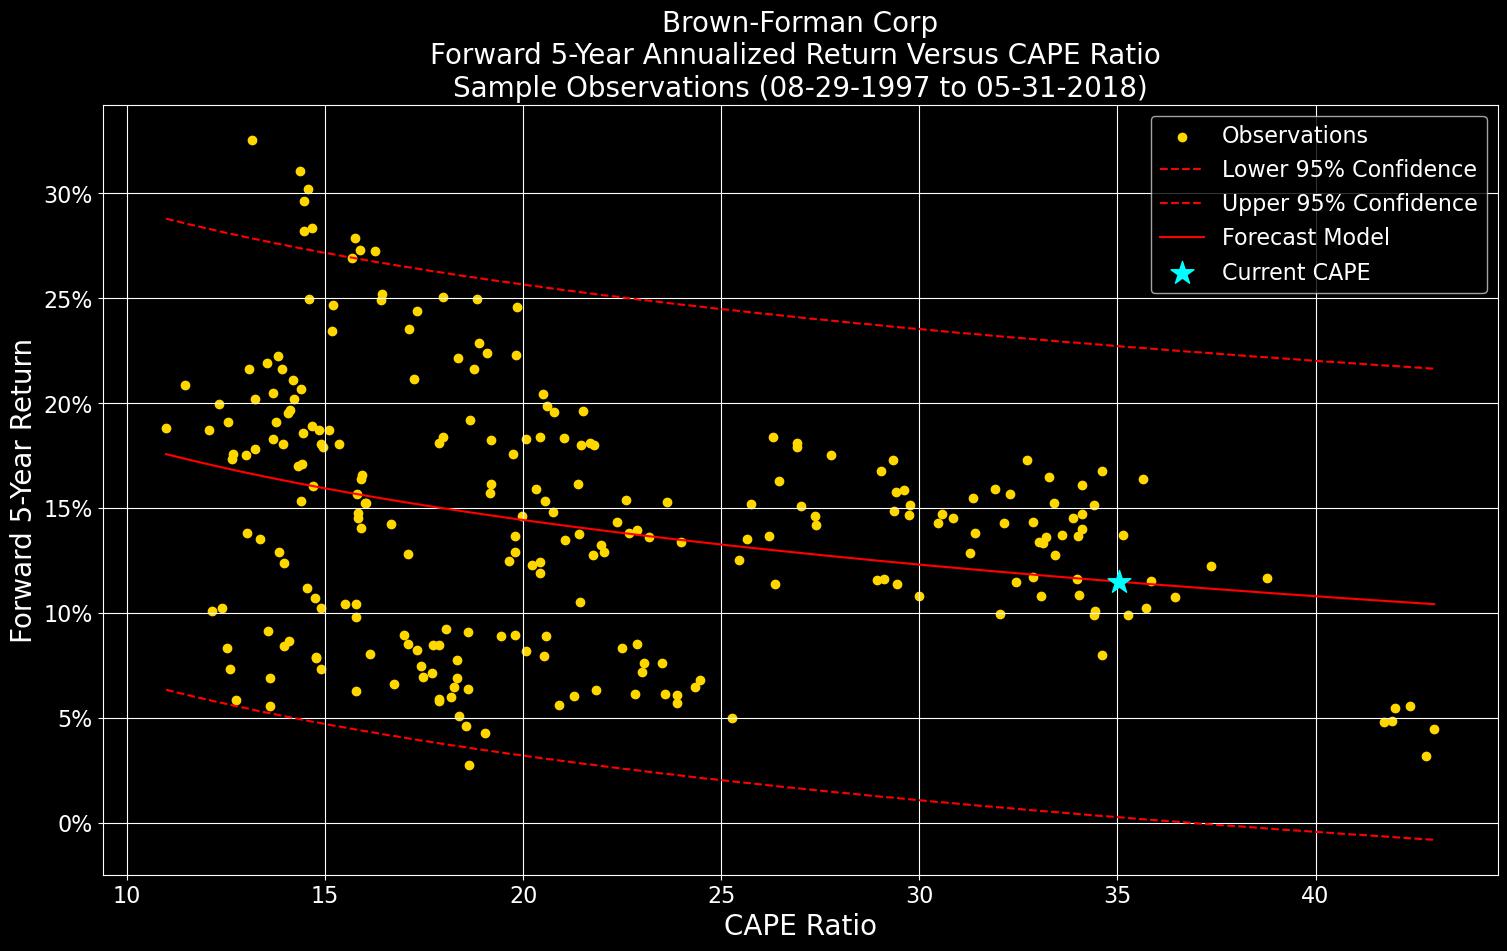 Brown-Forman Corp
Forward 5-Year Annualized Return Versus CAPE Ratio
Sample Observations (08-29-1997 to 05-31-2018)
Observations
Lower 95% Confidence
Upper 95% Confidence
Forecast Model
Current CAPE
Forward 5-Year Return
30%
25%
20%
15%
10%
5%
0%
10 15 20 25 30 35 40
CAPE Ratio